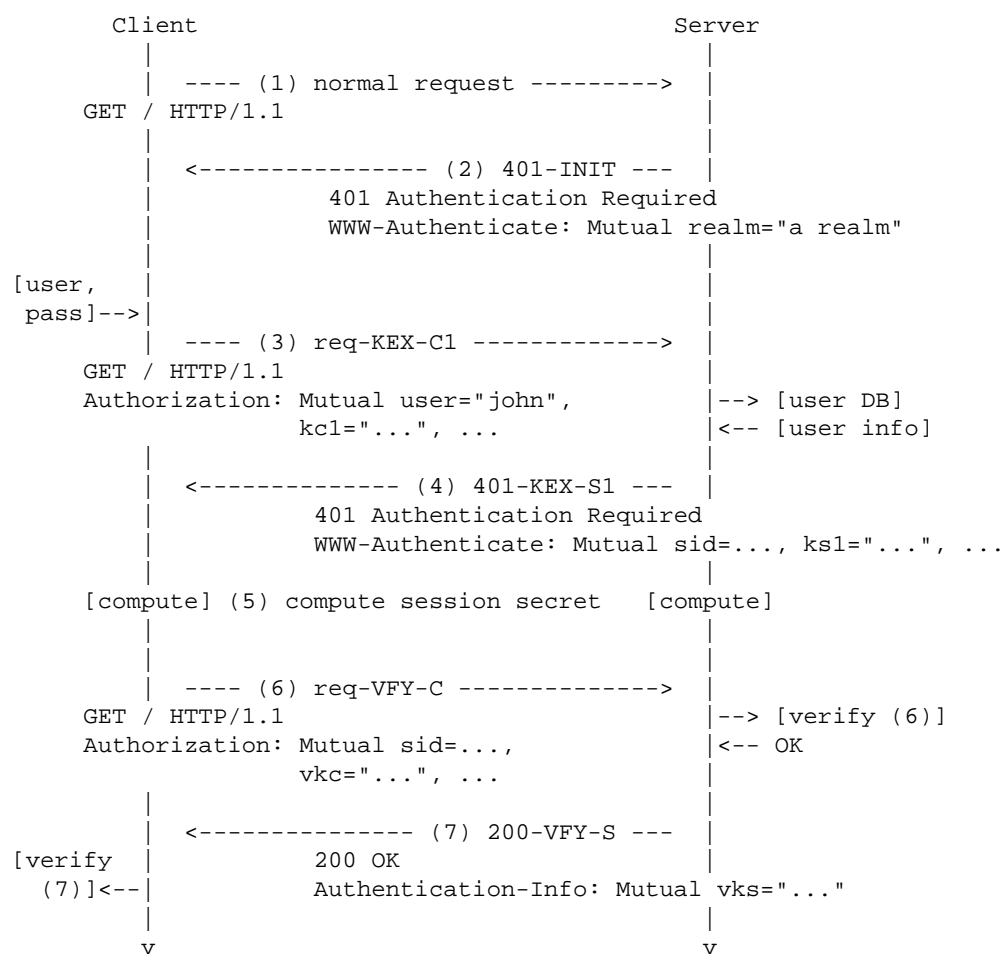 Client Server
---- (1) normal request --------->
GET / HTTP/1.1
<---------------- (2) 401-INIT ---
401 Authentication Required
WWW-Authenticate: Mutual realm="a realm"
[user,
pass]-->
---- (3) req-KEX-C1 ------------->
GET / HTTP/1.1
Authorization: Mutual user="john", |--> [user DB]
kc1="...", ... |<-- [user info]
<-------------- (4) 401-KEX-S1 ---
401 Authentication Required
WWW-Authenticate: Mutual sid=..., ks1="...", ...
[compute] (5) compute session secret [compute]
---- (6) req-VFY-C -------------->
GET / HTTP/1.1 |--> [verify (6)]
Authorization: Mutual sid=..., |<-- OK
vkc="...", ...
<--------------- (7) 200-VFY-S ---
[verify 200 OK
(7)]<--| Authentication-Info: Mutual vks="..."
v v